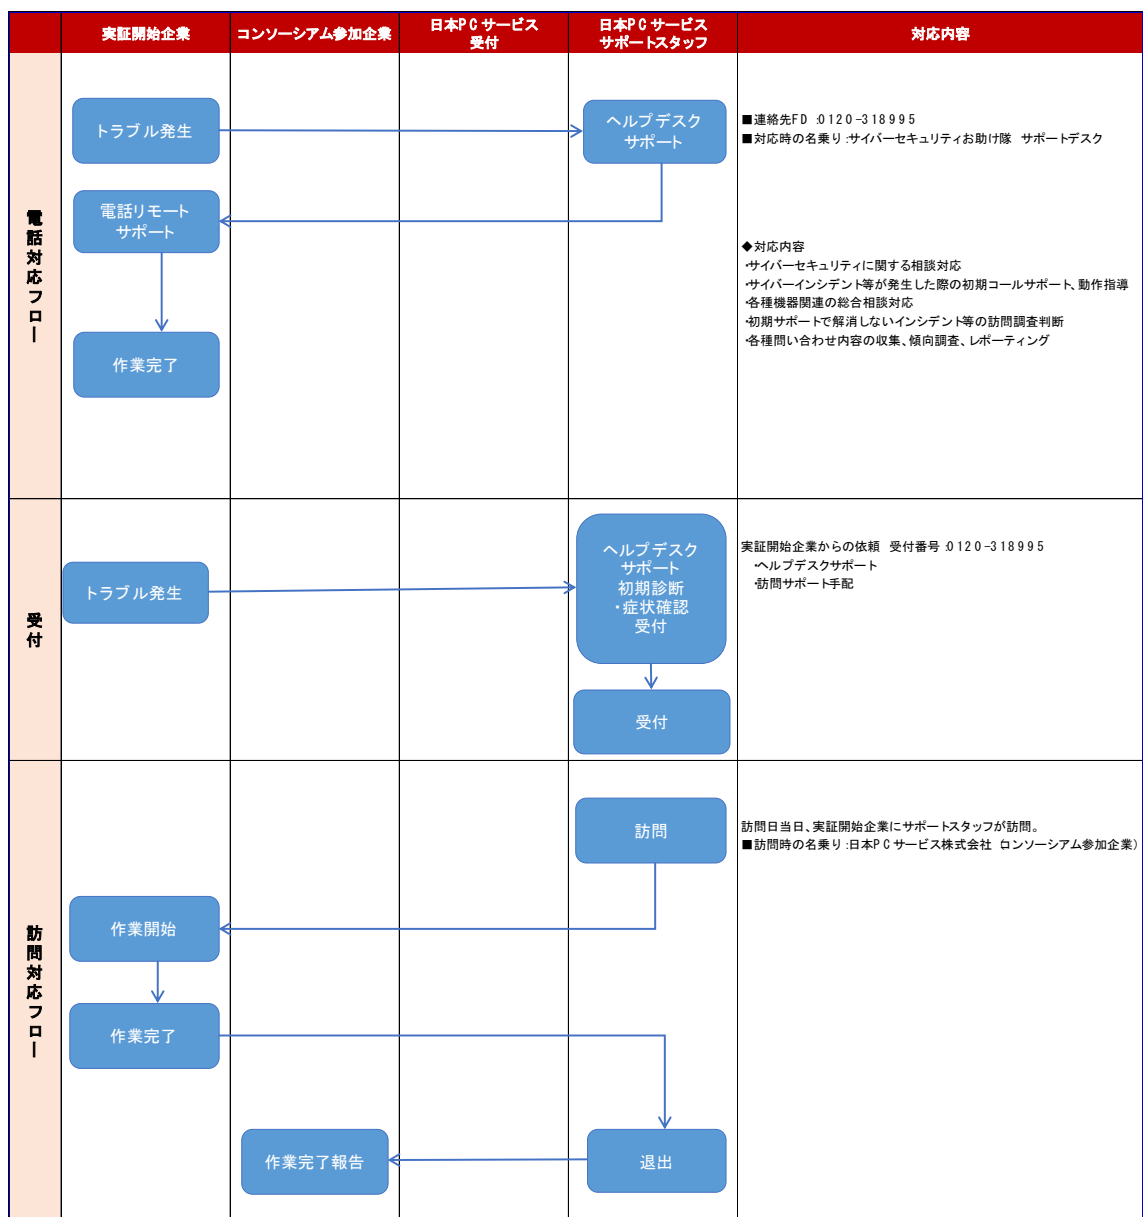 実証開始企業
コンソーシアム参加企業
日本PCサービス
受付
日本PCサービス
サポートスタッフ
対応内容
電話対応フロー
トラブル発生
ヘルプデスク
サポート
電話リモート
サポート
作業完了
■連絡先FD:0120-318995
■対応時の名乗り:サイバーセキュリティお助け隊 サポートデスク
◆対応内容
・サイバーセキュリティに関する相談対応
・サイバーインシデント等が発生した際の初期コールサポート、動作指導
・各種機器関連の総合相談対応
・初期サポートで解消しないインシデント等の訪問調査判断
・各種問い合わせ内容の収集、傾向調査、レポーティング
受付
トラブル発生
ヘルプデスク
サポート
初期診断
・症状確認
受付
受付
実証開始企業からの依頼 受付番号:0120-318995
・ヘルプデスクサポート
・訪問サポート手配
訪問対応フロー
訪問
作業開始
作業完了
退出
作業完了報告
訪問日当日、実証開始企業にサポートスタッフが訪問。
■訪問時の名乗り:日本PCサービス株式会社 (コンソーシアム参加企業)